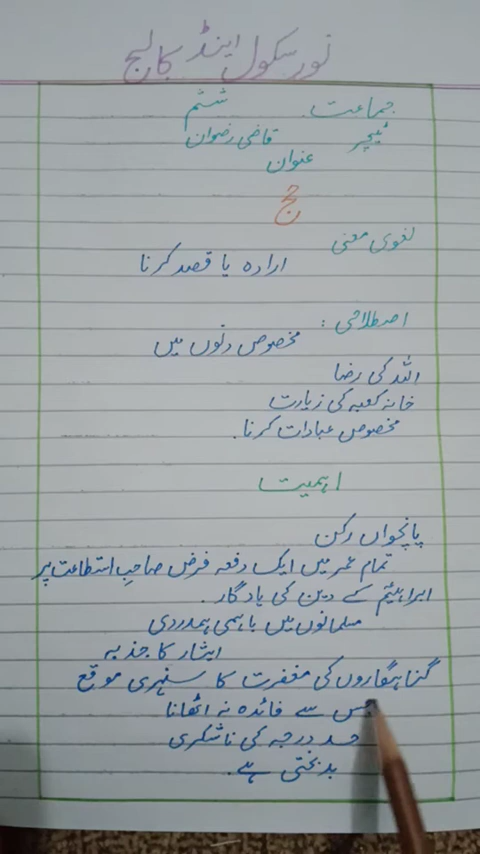 نور سکول اینڈ کالج
جماعت ششم
ٹیچر قاضی رضوان
عنوان
حج
لغوی معنی
ارادہ یا قصد کرنا
اصطلاحی :
مخصوص دنوں میں
اللہ کی رضا
خانہ کعبہ کی زیارت
مخصوص عبادات کرنا۔
اہمیت
پانچواں رکن
تمام عمر میں ایک دفعہ فرض صاحبِ استطاعت پر
ابراہیمؑ کے دین کی یادگار۔
مسلمانوں میں باہمی ہمدردی
ایثار کا جذبہ
گناہگاروں کی مغفرت کا سنہری موقع
جس سے فائدہ نہ اٹھانا
حد درجہ کی ناشکری
بدبختی ہے۔